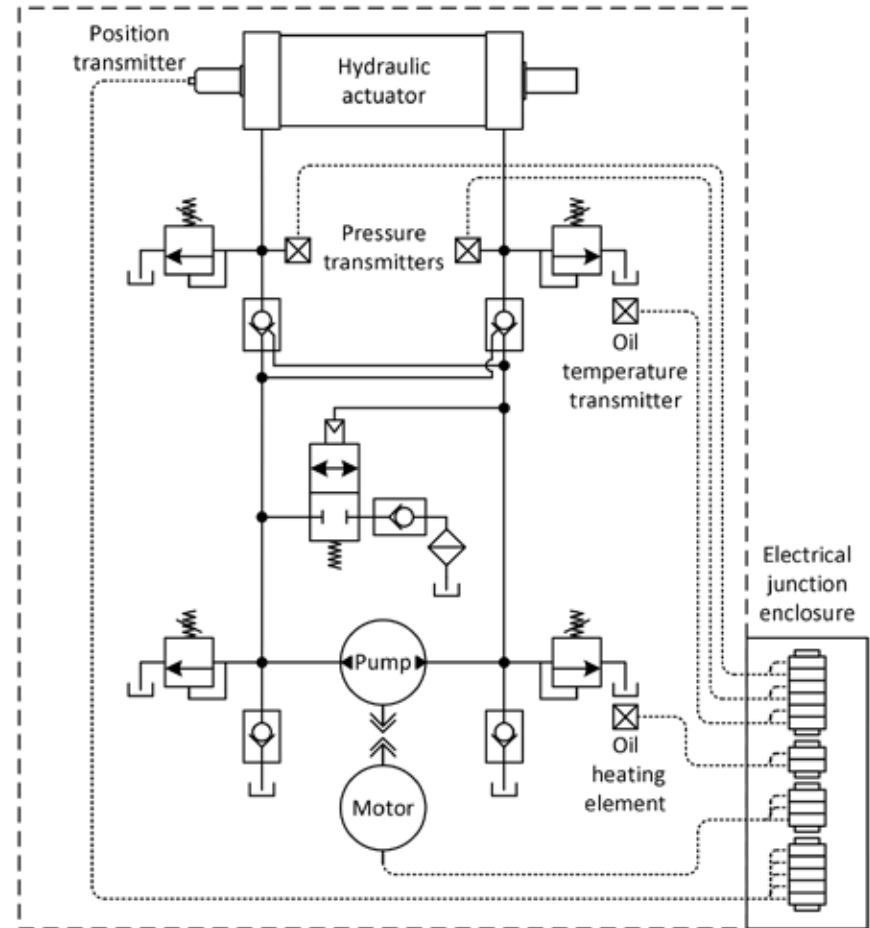 Position
transmitter
Hydraulic
actuator
Pressure
transmitters
Oil
temperature
transmitter
Electrical
junction
enclosure
Pump
Oil
heating
element
Motor